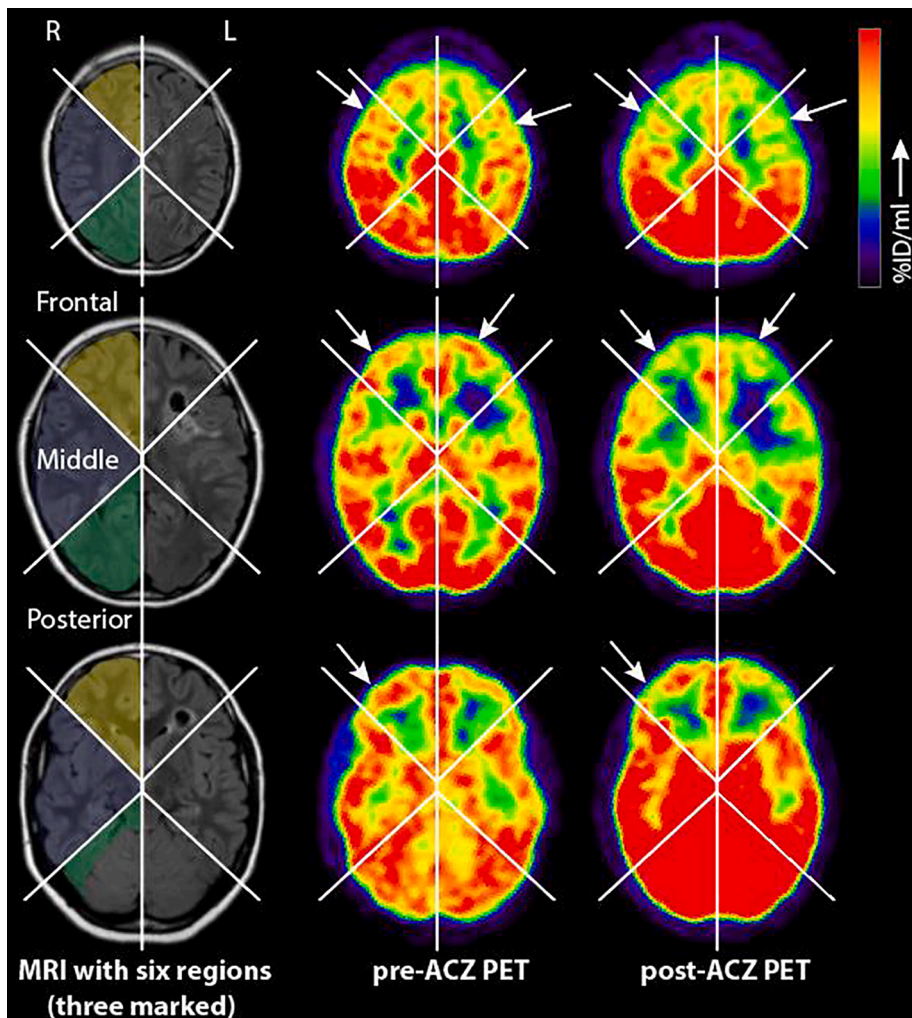 R
L
%ID/ml
Frontal
Middle
Posterior
MRI with six regions
(three marked)
pre-ACZ PET
post-ACZ PET